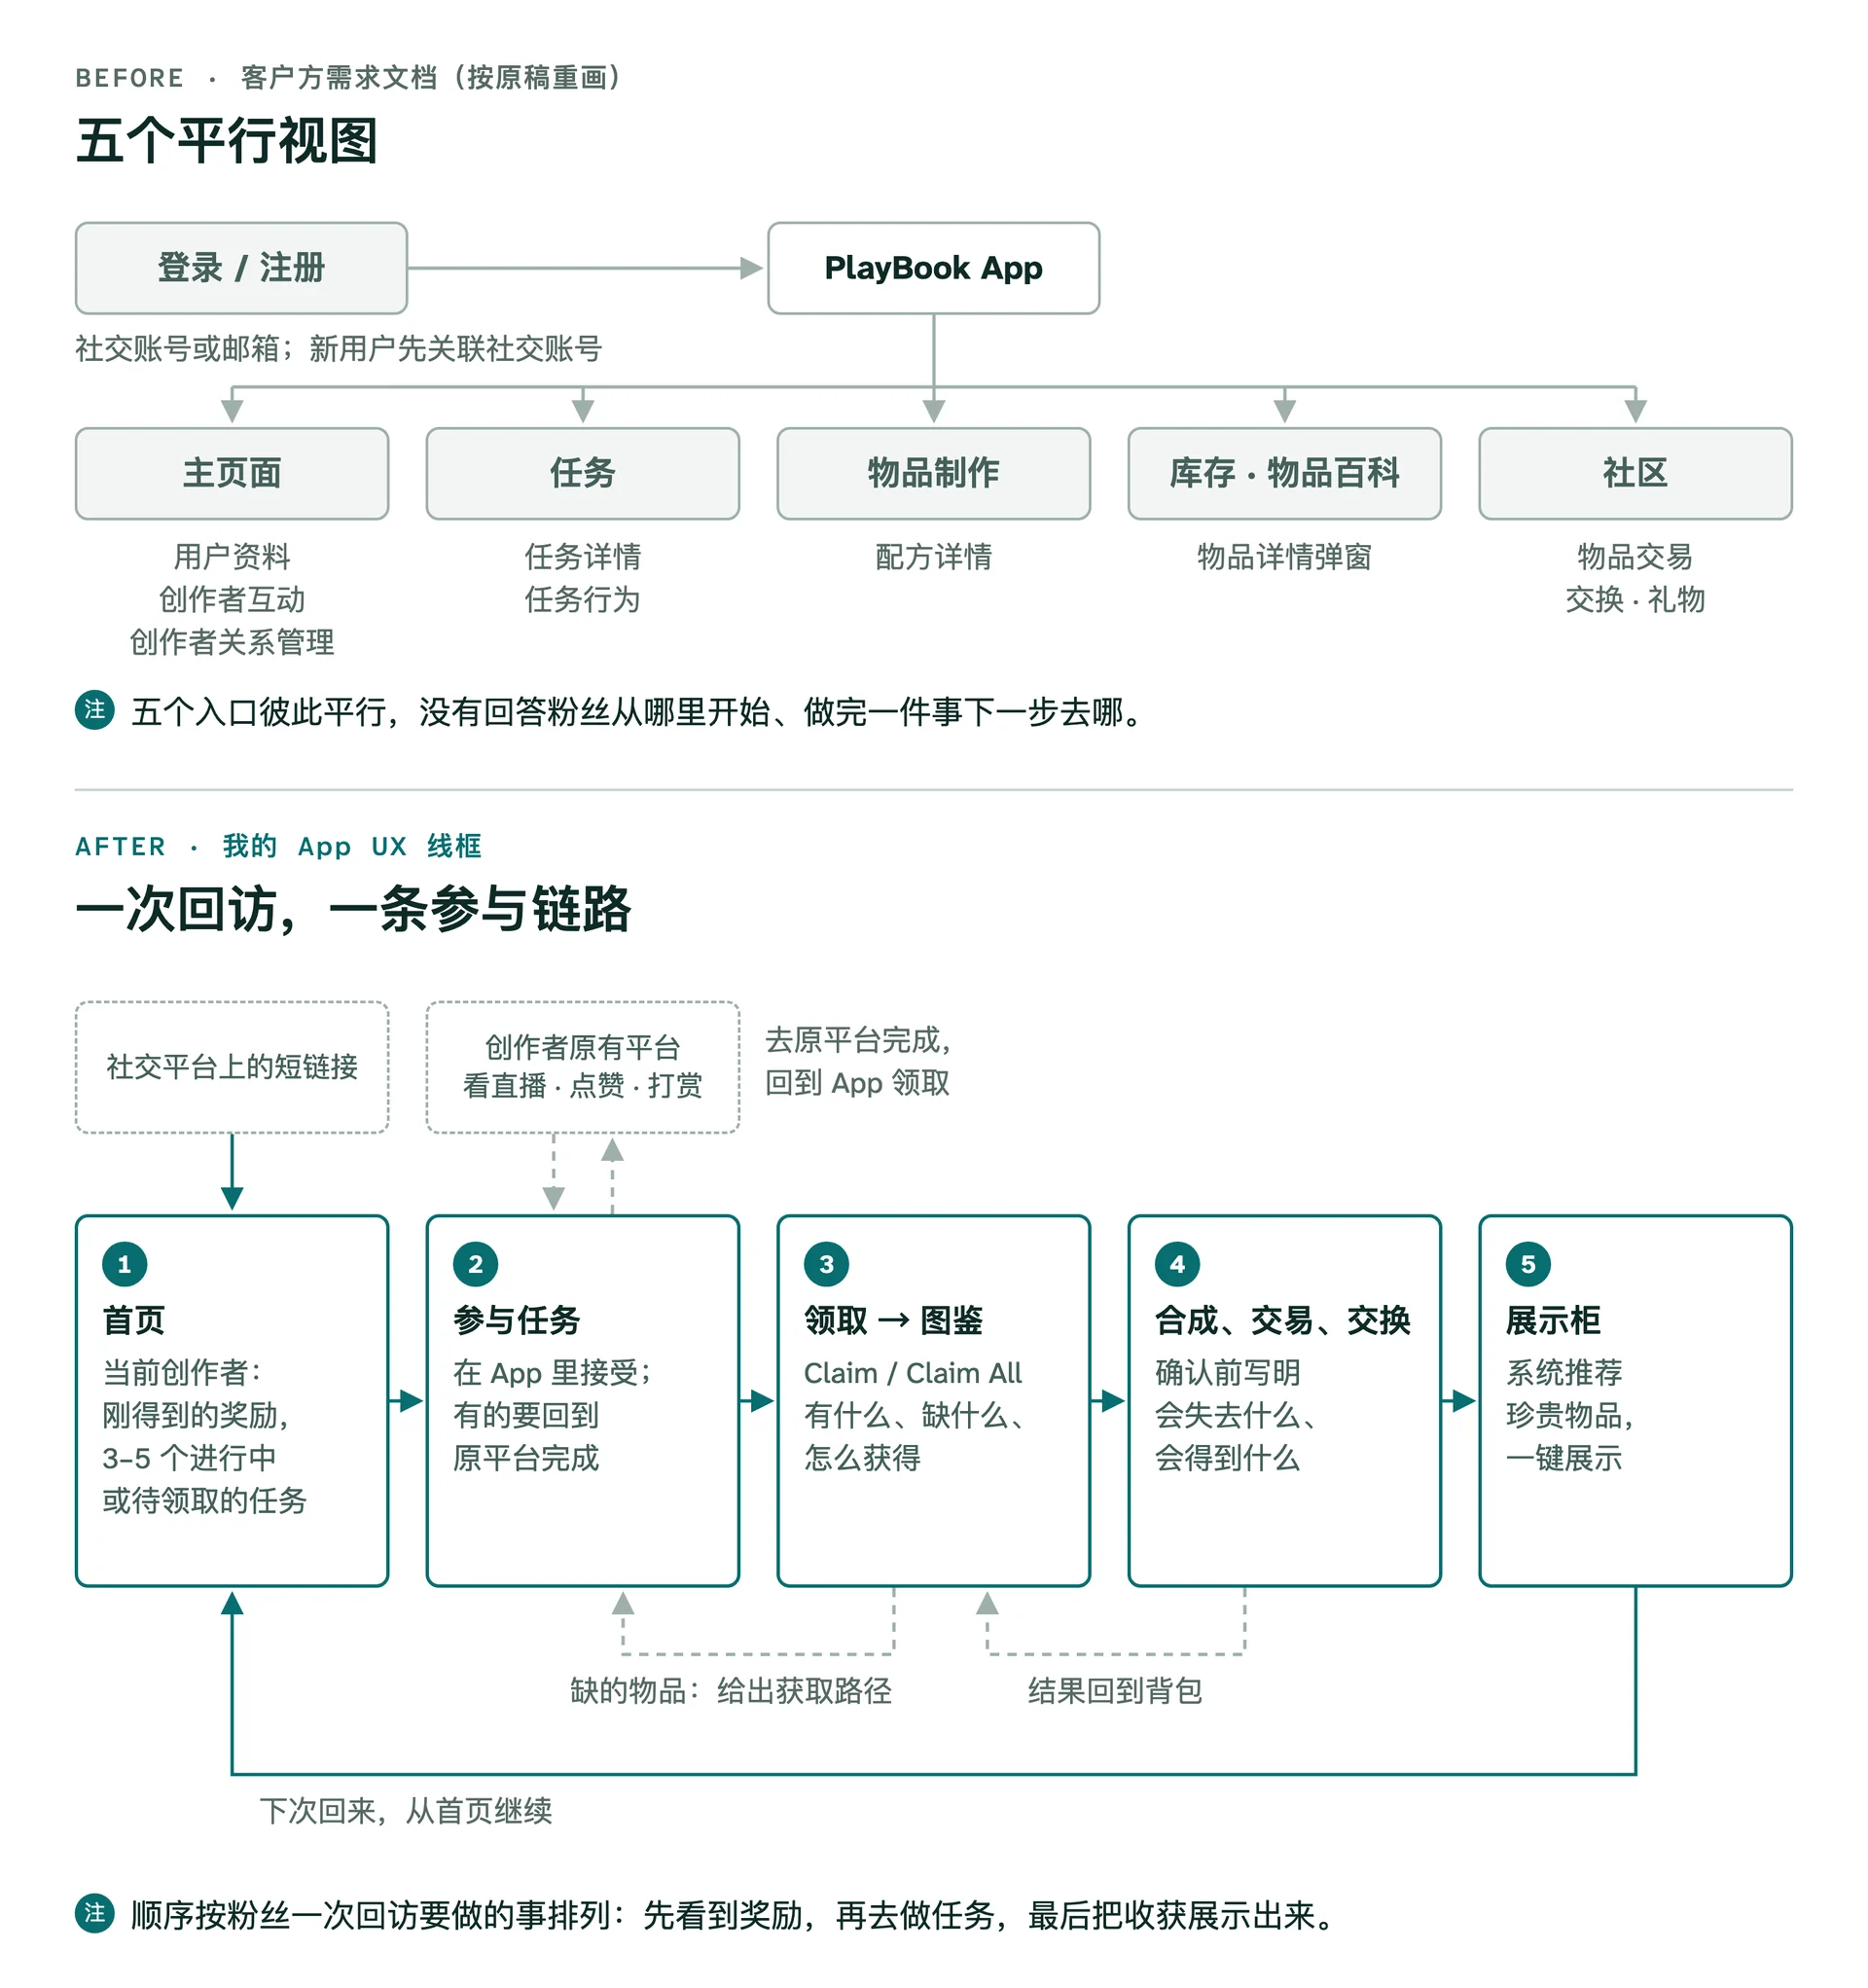 BEFORE · 客户方需求文档（按原稿重画）
五个平行视图
登录 / 注册
PlayBook App
社交账号或邮箱；新用户先关联社交账号
主页面
任务
物品制作
库存 · 物品百科
社区
用户资料
创作者互动
创作者关系管理
任务详情
任务行为
配方详情
物品详情弹窗
物品交易
交换 · 礼物
注 五个入口彼此平行，没有回答粉丝从哪里开始、做完一件事下一步去哪。
AFTER · 我的 App UX 线框
一次回访，一条参与链路
社交平台上的短链接
创作者原有平台
看直播 · 点赞 · 打赏
去原平台完成，
回到 App 领取
1
首页
当前创作者：
刚得到的奖励，
3–5 个进行中
或待领取的任务
2
参与任务
在 App 里接受；
有的要回到
原平台完成
3
领取 → 图鉴
Claim / Claim All
有什么、缺什么、
怎么获得
4
合成、交易、交换
确认前写明
会失去什么、
会得到什么
5
展示柜
系统推荐
珍贵物品，
一键展示
缺的物品：给出获取路径
结果回到背包
下次回来，从首页继续
注 顺序按粉丝一次回访要做的事排列：先看到奖励，再去做任务，最后把收获展示出来。